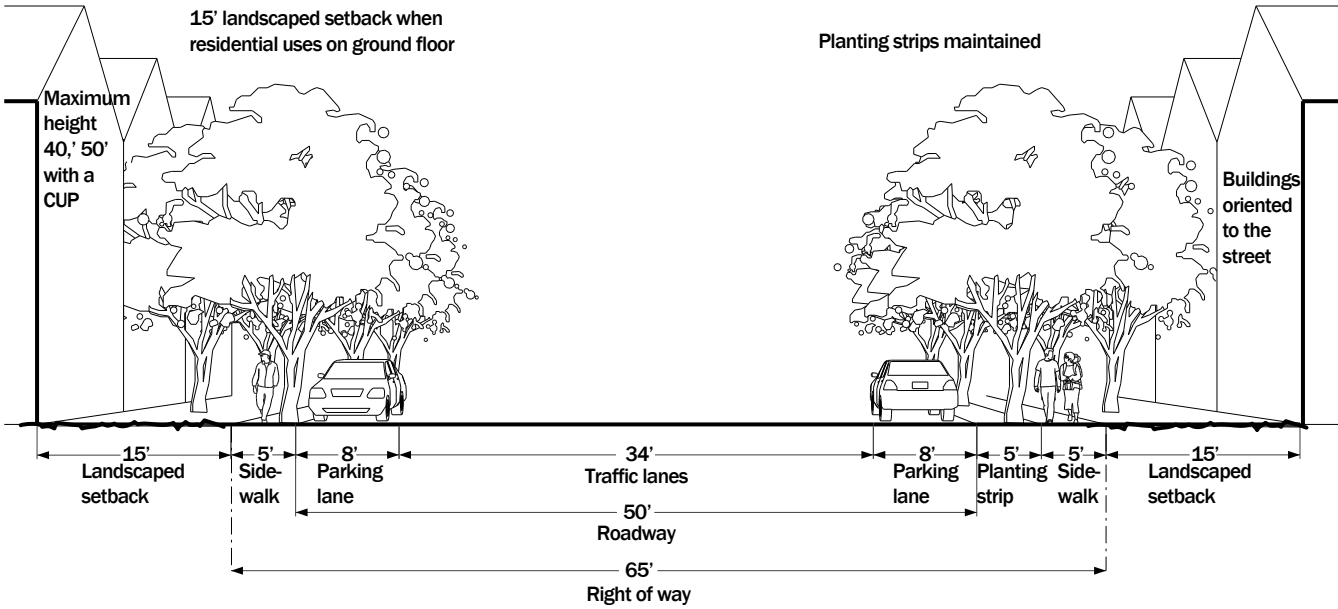 15’ landscaped setback when
residential uses on ground floor
Planting strips maintained
Maximum
height
40,’ 50’
with a
CUP
Buildings
oriented
to the
street
15’
Landscaped
setback
5’
Side-
walk
8’
Parking
lane
34’
Traffic lanes
8’
Parking
lane
5’
Planting
strip
5’
Side-
walk
15’
Landscaped
setback
50’
Roadway
65’
Right of way